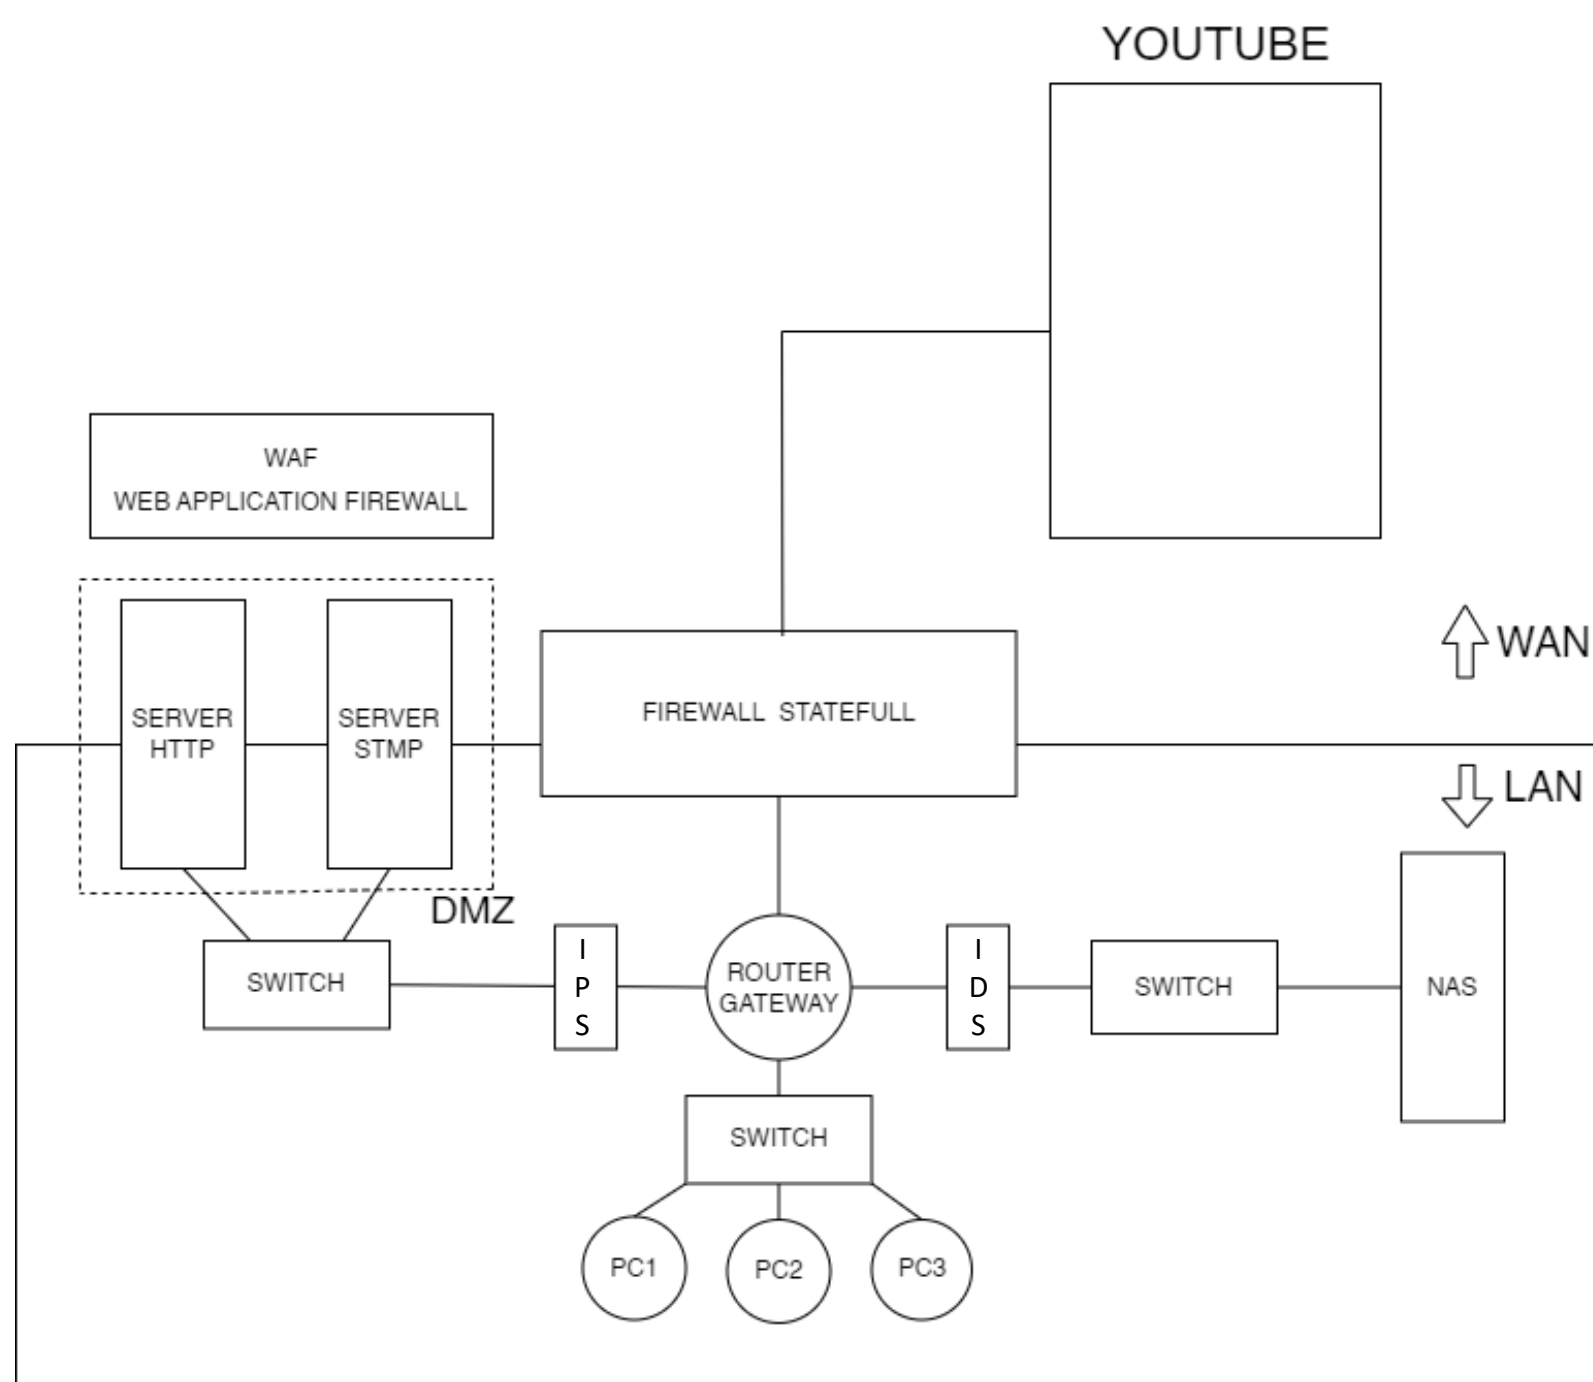 YOUTUBE
WAF
WEB APPLICATION FIREWALL
WAN
SERVER
HTTP
SERVER
STMP
FIREWALL STATEFULL
LAN
DMZ
SWITCH
I
P
S
ROUTER
GATEWAY
I
D
S
SWITCH
NAS
SWITCH
PC1
PC2
PC3